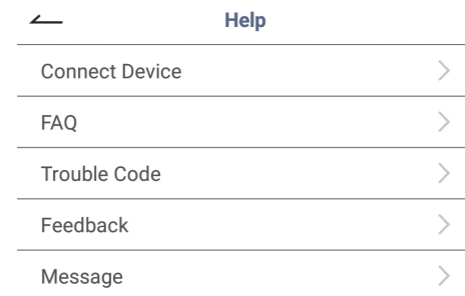 Help
Connect Device
FAQ
Trouble Code
Feedback
Message